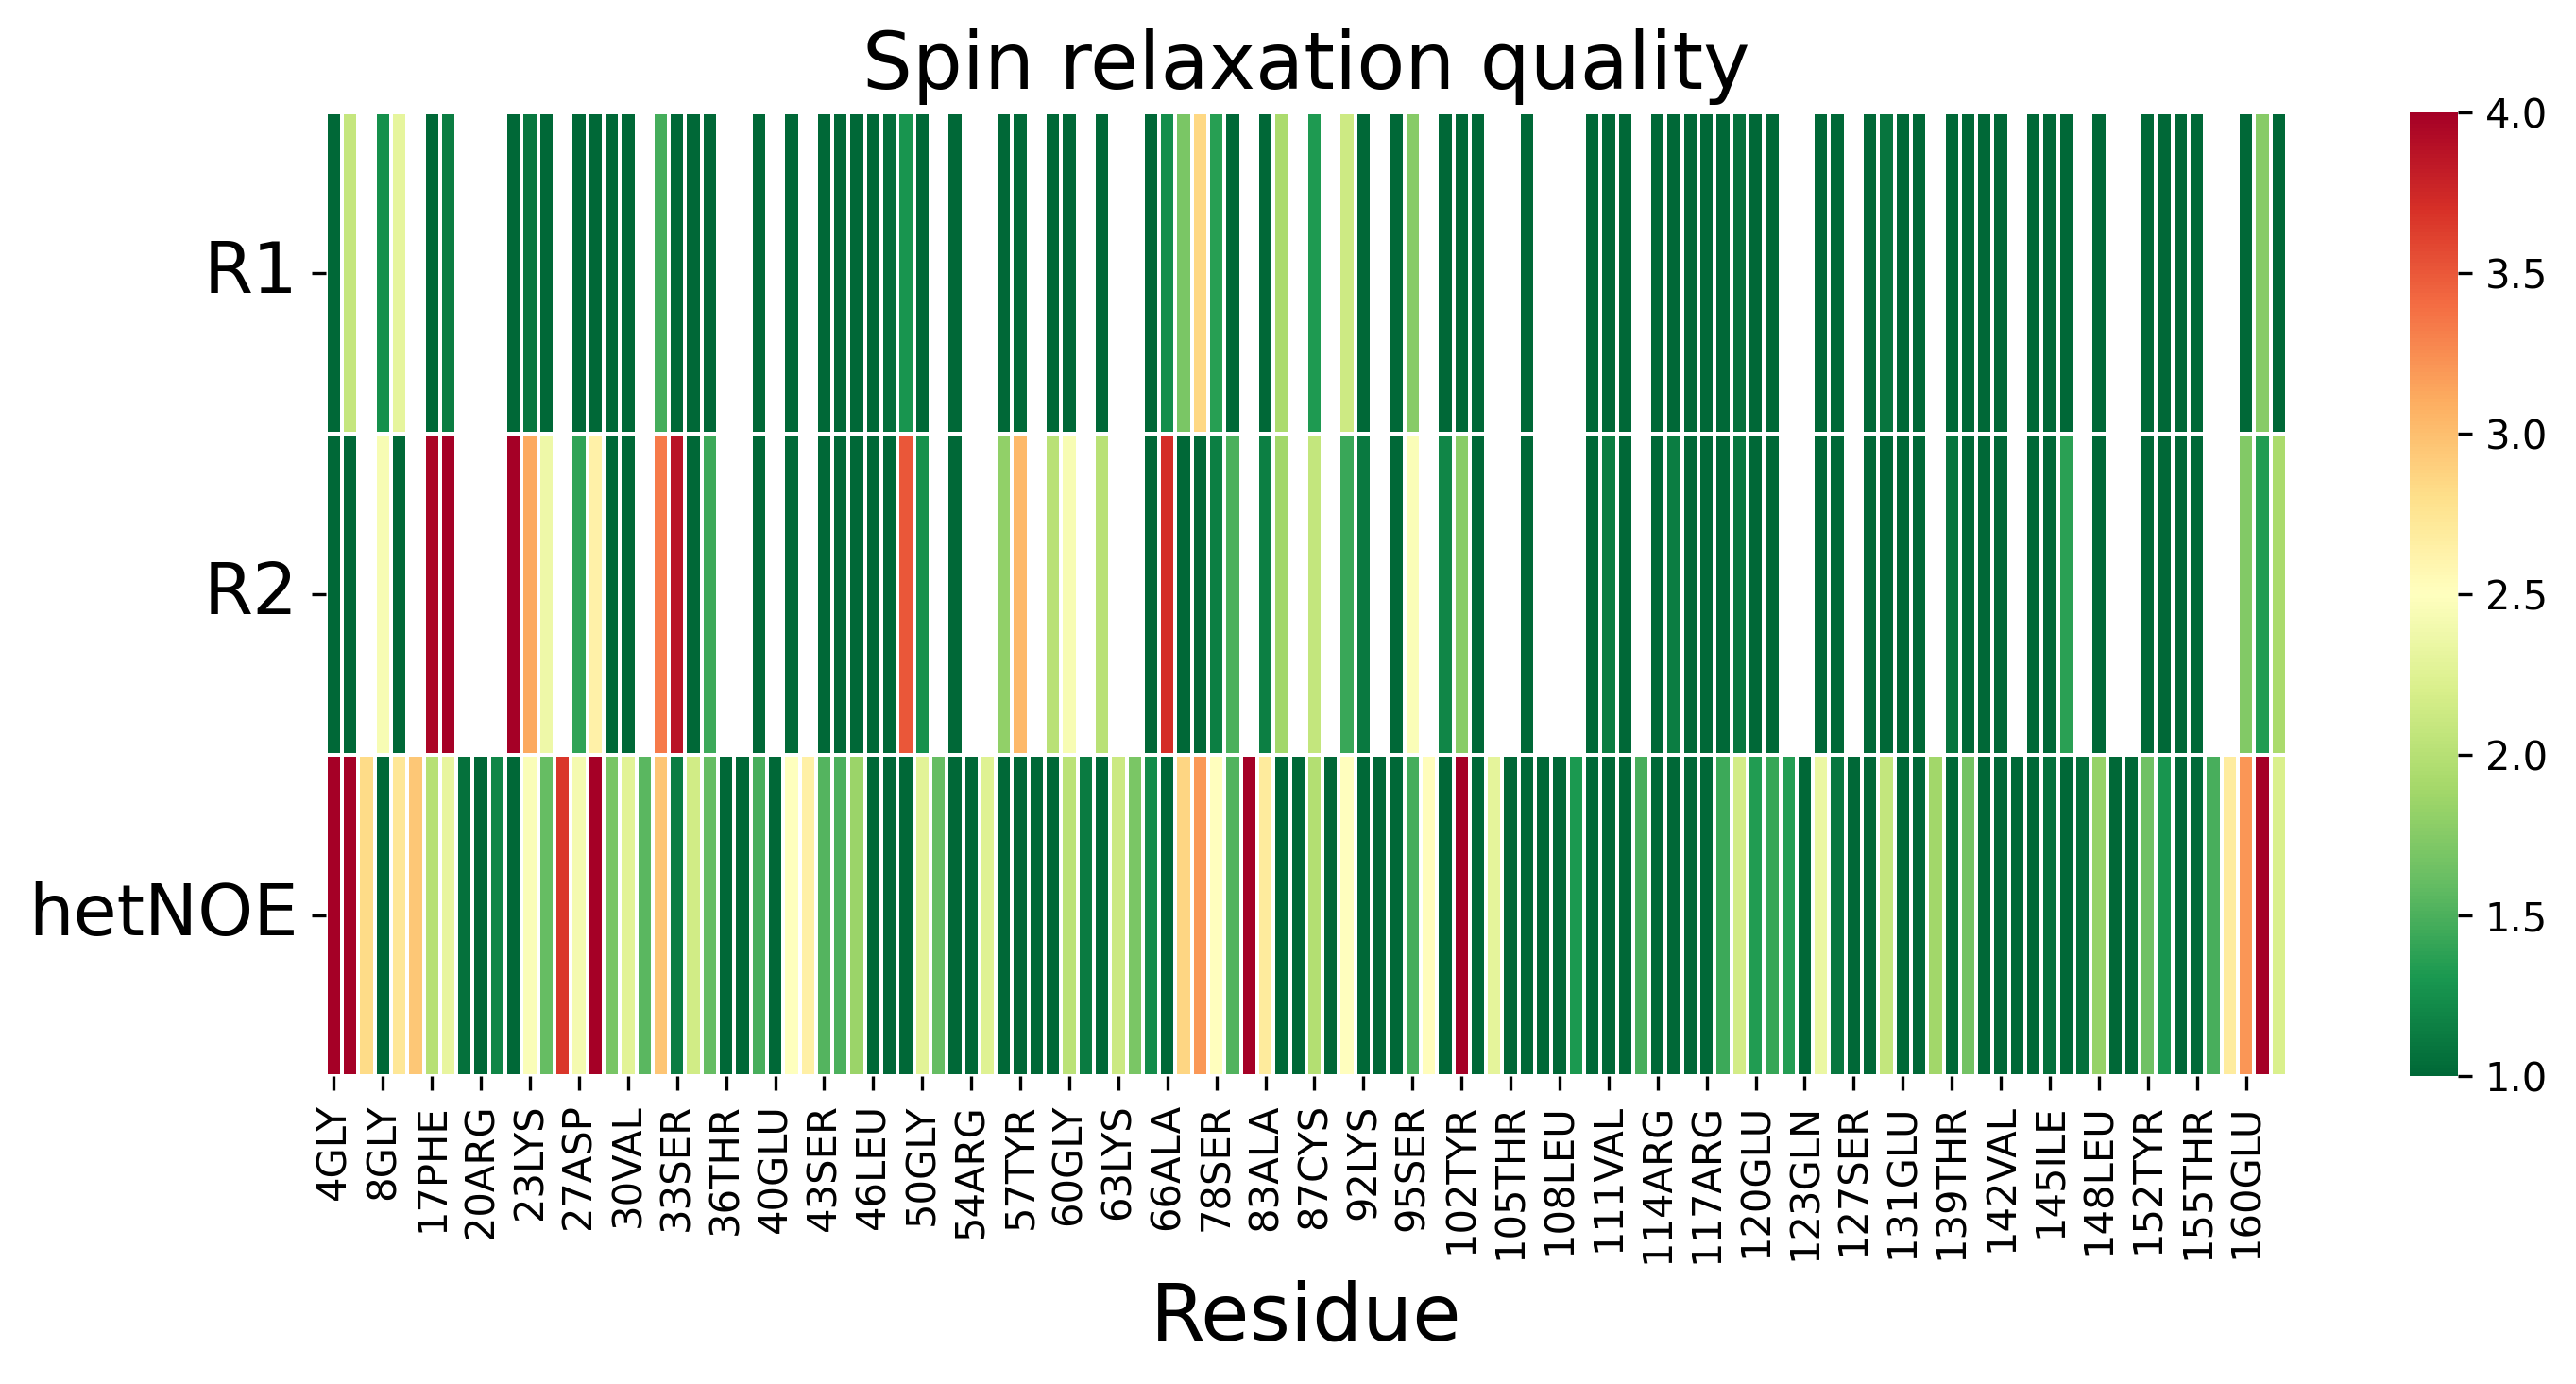 Spin relaxation quality
R1
R2
hetNOE
4.0
3.5
3.0
2.5
2.0
1.5
1.0
4GLY
8GLY
17PHE
20ARG
23LYS
27ASP
30VAL
33SER
36THR
40GLU
43SER
46LEU
50GLY
54ARG
57TYR
60GLY
63LYS
66ALA
78SER
83ALA
87CYS
92LYS
95SER
102TYR
105THR
108LEU
111VAL
114ARG
117ARG
120GLU
123GLN
127SER
131GLU
139THR
142VAL
145ILE
148LEU
152TYR
155THR
160GLU
Residue